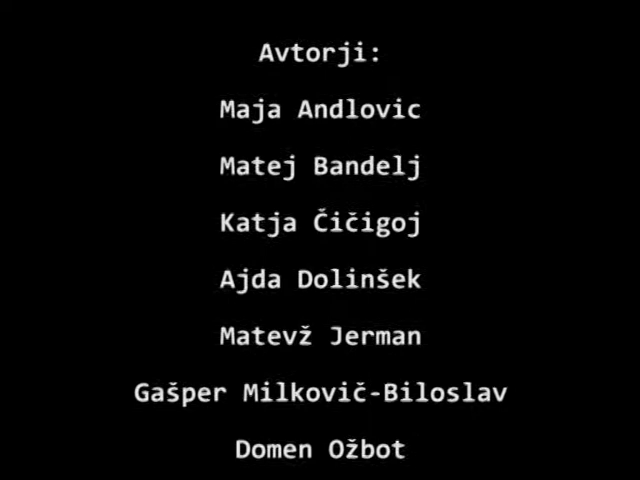 Avtorji:
Maja Andlovic
Matej Bandelj
Katja Čičigoj
Ajda Dolinšek
Matevž Jerman
Gašper Milkovič-Biloslav
Domen Ožbot